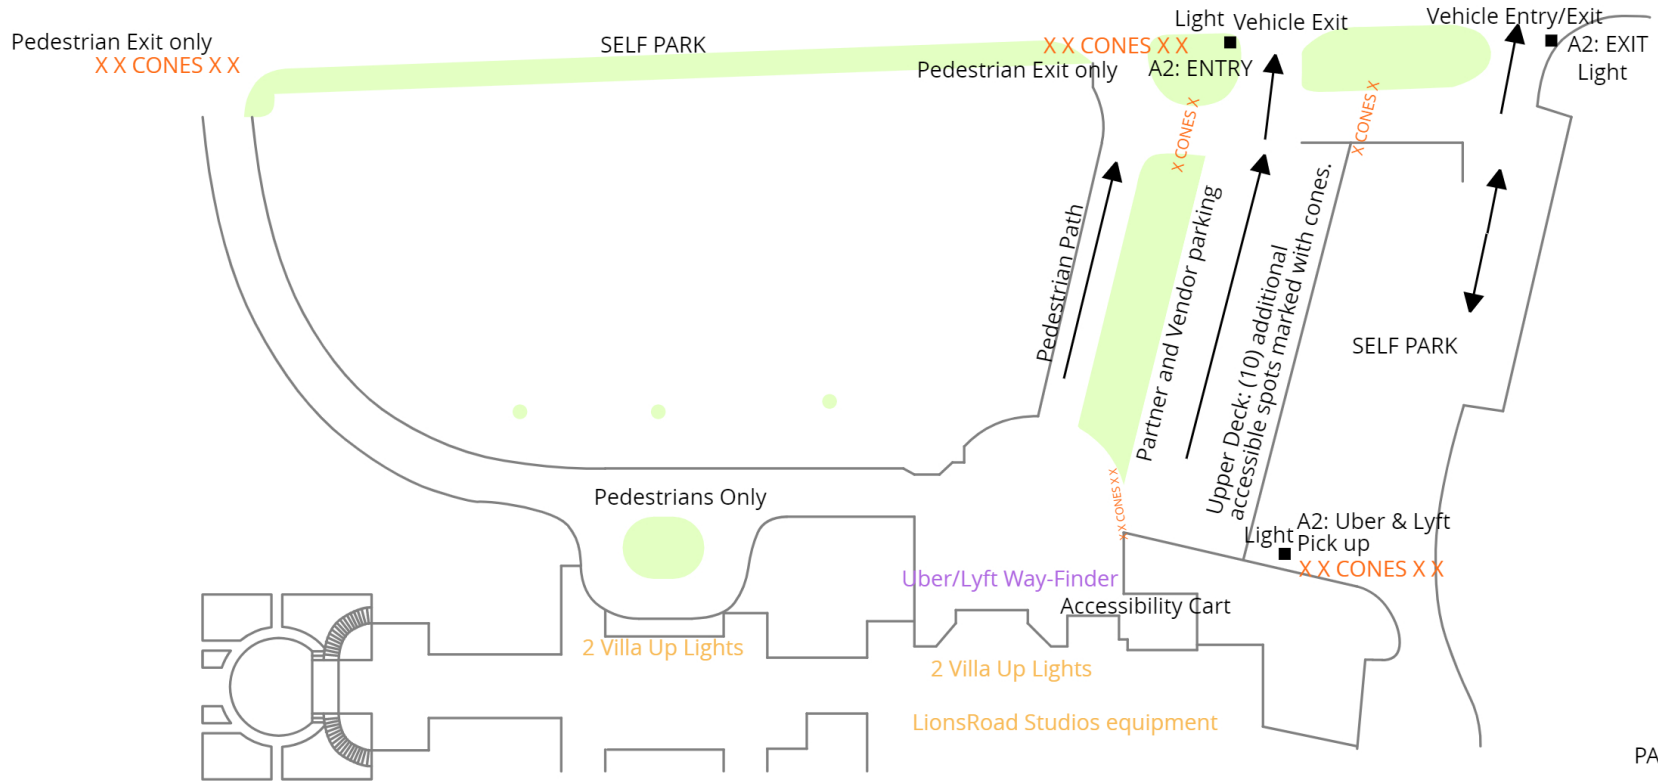 Pedestrian Exit only
X X CONES X X
SELF PARK
X X CONES X X
Pedestrian Exit only
Light
Vehicle Exit
A2: ENTRY
Vehicle Entry/Exit
A2: EXIT
Light
X CONES X
X CONES X
Pedestrian Path
Partner and Vendor parking
Upper Deck: (10) additional
accessible spots marked with cones.
SELF PARK
X X CONES X X
Pedestrians Only
Light
A2: Uber & Lyft
Pick up
X X CONES X X
Uber/Lyft Way-Finder
Accessibility Cart
2 Villa Up Lights
2 Villa Up Lights
LionsRoad Studios equipment
PA